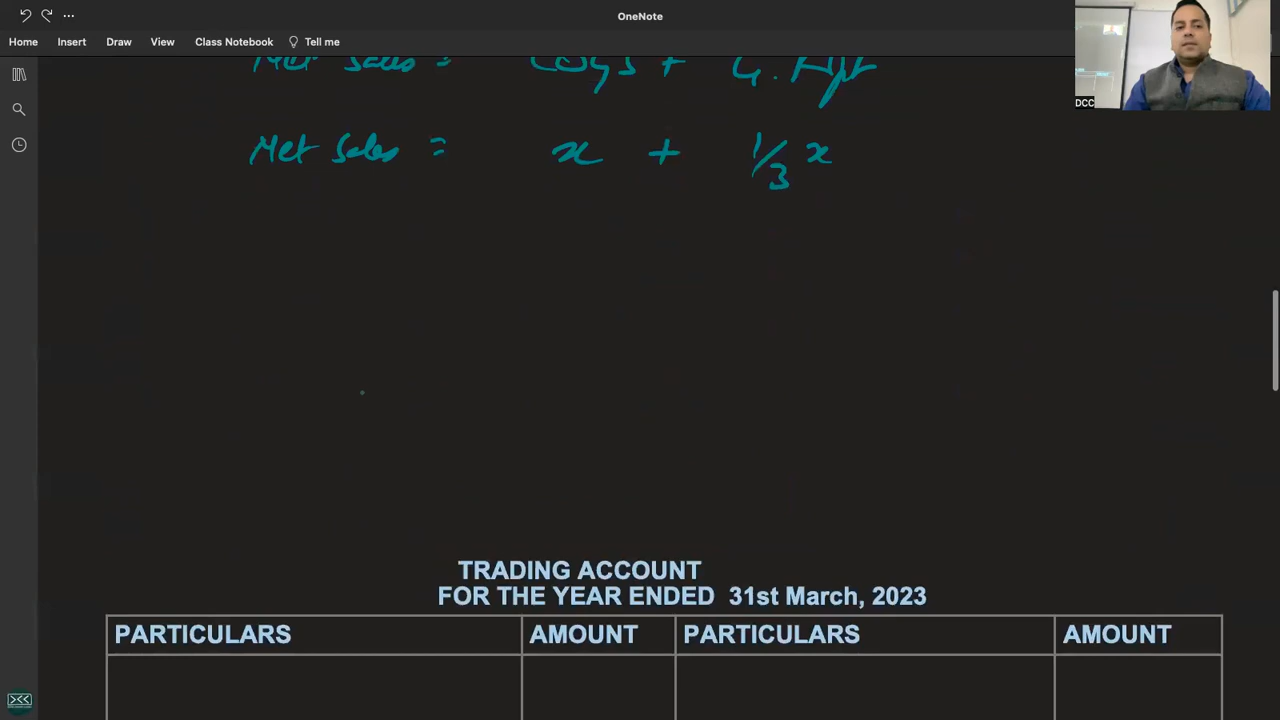 OneNote
Home Insert Draw View Class Notebook Tell me
DCC
Net Sales = COGS + G. Profit
Net Sales = x + 1/3 x
TRADING ACCOUNT
FOR THE YEAR ENDED 31st March, 2023
PARTICULARS AMOUNT PARTICULARS AMOUNT